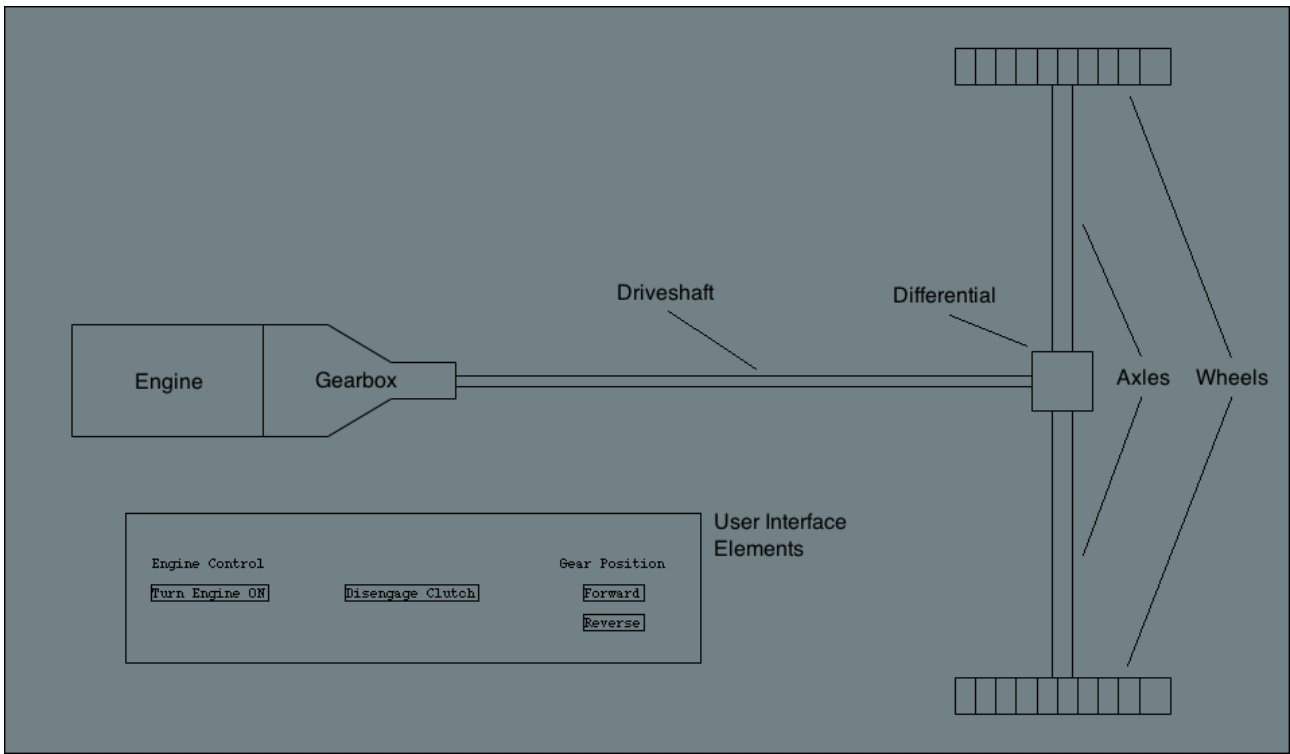 Driveshaft
Differential
Engine
Gearbox
Axles
Wheels
User Interface
Elements
Engine Control
Gear Position
Turn Engine ON
Disengage Clutch
Forward
Reverse